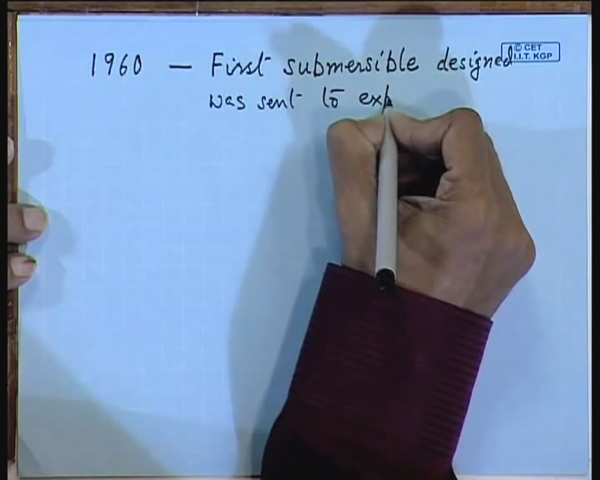 1960 — First submersible designed
© CET
I.I.T. KGP
was sent to exp